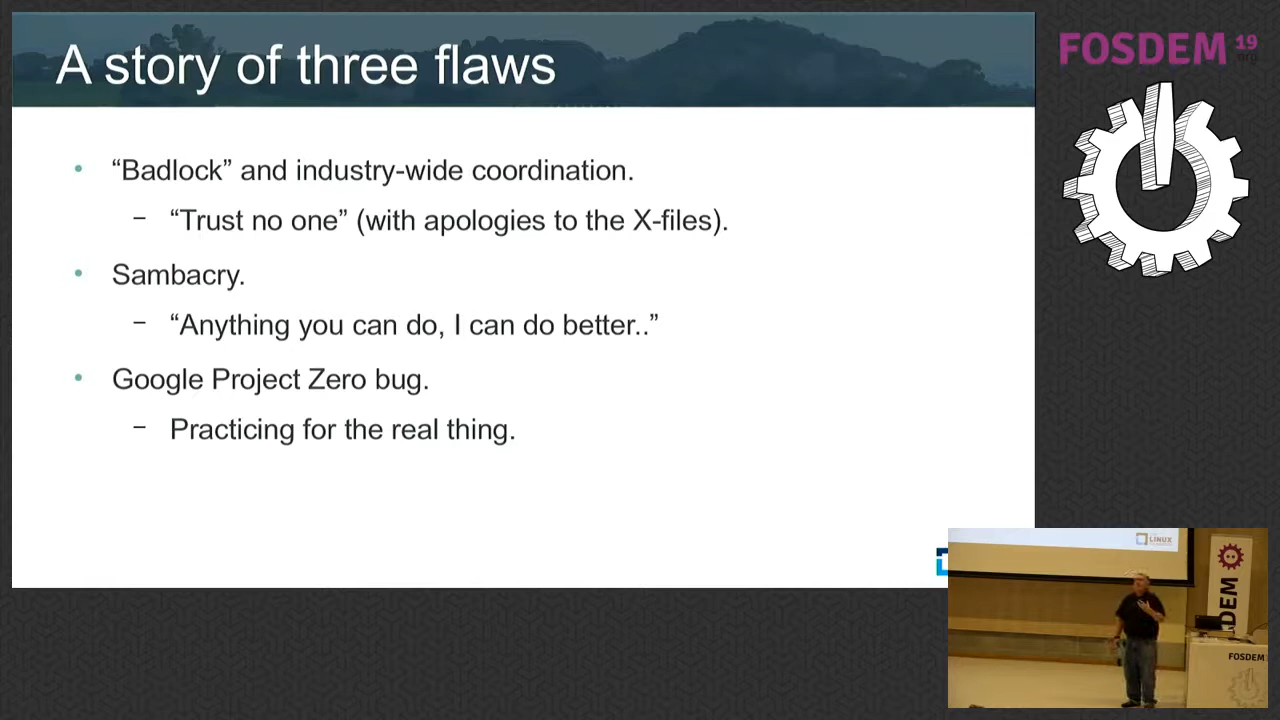 A story of three flaws
• “Badlock” and industry-wide coordination.
– “Trust no one” (with apologies to the X-files).
• Sambacry.
– “Anything you can do, I can do better..”
• Google Project Zero bug.
– Practicing for the real thing.
FOSDEM 19
.org
LINUX
DEM
FOSDEM